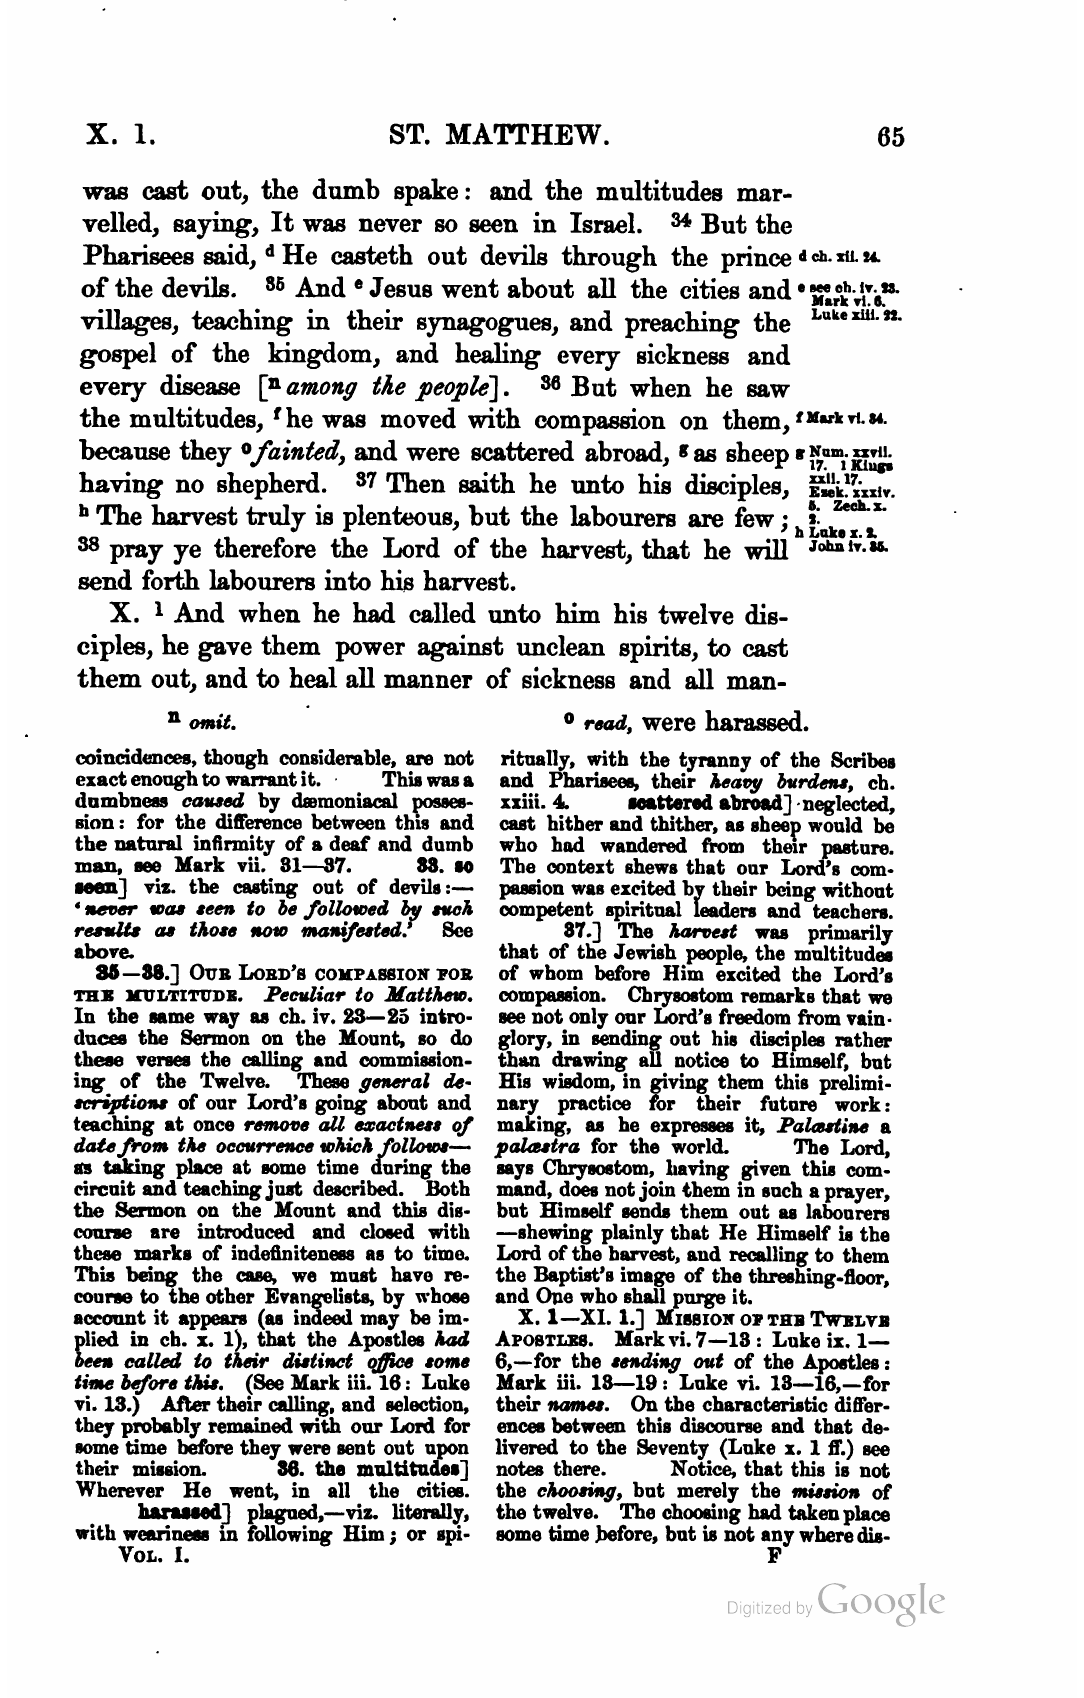 X. 1. ST. MATTHEW. 65
was cast out, the dumb spake: and the multitudes mar-
velled, saying, It was never so seen in Israel. 34 But the
Pharisees said, d He casteth out devils through the prince
of the devils. 35 And e Jesus went about all the cities and
villages, teaching in their synagogues, and preaching the
gospel of the kingdom, and healing every sickness and
every disease [n among the people]. 36 But when he saw
the multitudes, f he was moved with compassion on them,
because they o fainted, and were scattered abroad, g as sheep
having no shepherd. 37 Then saith he unto his disciples,
h The harvest truly is plenteous, but the labourers are few;
38 pray ye therefore the Lord of the harvest, that he will
send forth labourers into his harvest.
X. 1 And when he had called unto him his twelve dis-
ciples, he gave them power against unclean spirits, to cast
them out, and to heal all manner of sickness and all man-
d ch. xii. 24.
e see ch. iv. 23.
Mark vi. 6.
Luke xiii. 22.
f Mark vi. 34.
g Num. xxvii.
17. 1 Kings
xxii. 17.
Ezek. xxxiv.
5. Zech. x.
2.
h Luke x. 2.
John iv. 35.
n omit.
o read, were harassed.
coincidences, though considerable, are not
exact enough to warrant it. This was a
dumbness caused by dæmoniacal posses-
sion: for the difference between this and
the natural infirmity of a deaf and dumb
man, see Mark vii. 31—37. 33. so
seen] viz. the casting out of devils:—
‘never was seen to be followed by such
results as those now manifested.’ See
above.
35—38.] OUR LORD'S COMPASSION FOR
THE MULTITUDE. Peculiar to Matthew.
In the same way as ch. iv. 23—25 intro-
duces the Sermon on the Mount, so do
these verses the calling and commission-
ing of the Twelve. These general de-
scriptions of our Lord's going about and
teaching at once remove all exactness of
date from the occurrence which follows—
as taking place at some time during the
circuit and teaching just described. Both
the Sermon on the Mount and this dis-
course are introduced and closed with
these marks of indefiniteness as to time.
This being the case, we must have re-
course to the other Evangelists, by whose
account it appears (as indeed may be im-
plied in ch. x. 1), that the Apostles had
been called to their distinct office some
time before this. (See Mark iii. 16: Luke
vi. 13.) After their calling, and selection,
they probably remained with our Lord for
some time before they were sent out upon
their mission. 36. the multitudes]
Wherever He went, in all the cities.
harassed] plagued,—viz. literally,
with weariness in following Him; or spi-
ritually, with the tyranny of the Scribes
and Pharisees, their heavy burdens, ch.
xxiii. 4. scattered abroad] neglected,
cast hither and thither, as sheep would be
who had wandered from their pasture.
The context shews that our Lord's com-
passion was excited by their being without
competent spiritual leaders and teachers.
37.] The harvest was primarily
that of the Jewish people, the multitudes
of whom before Him excited the Lord's
compassion. Chrysostom remarks that we
see not only our Lord's freedom from vain-
glory, in sending out his disciples rather
than drawing all notice to Himself, but
His wisdom, in giving them this prelimi-
nary practice for their future work:
making, as he expresses it, Palæstine a
palæstra for the world. The Lord,
says Chrysostom, having given this com-
mand, does not join them in such a prayer,
but Himself sends them out as labourers
—shewing plainly that He Himself is the
Lord of the harvest, and recalling to them
the Baptist's image of the threshing-floor,
and One who shall purge it.
X. 1—XI. 1.] MISSION OF THE TWELVE
APOSTLES. Mark vi. 7—13: Luke ix. 1—
6,—for the sending out of the Apostles:
Mark iii. 13—19: Luke vi. 13—16,—for
their names. On the characteristic differ-
ences between this discourse and that de-
livered to the Seventy (Luke x. 1 ff.) see
notes there. Notice, that this is not
the choosing, but merely the mission of
the twelve. The choosing had taken place
some time before, but is not any where dis-
VOL. I. F
Digitized by Google